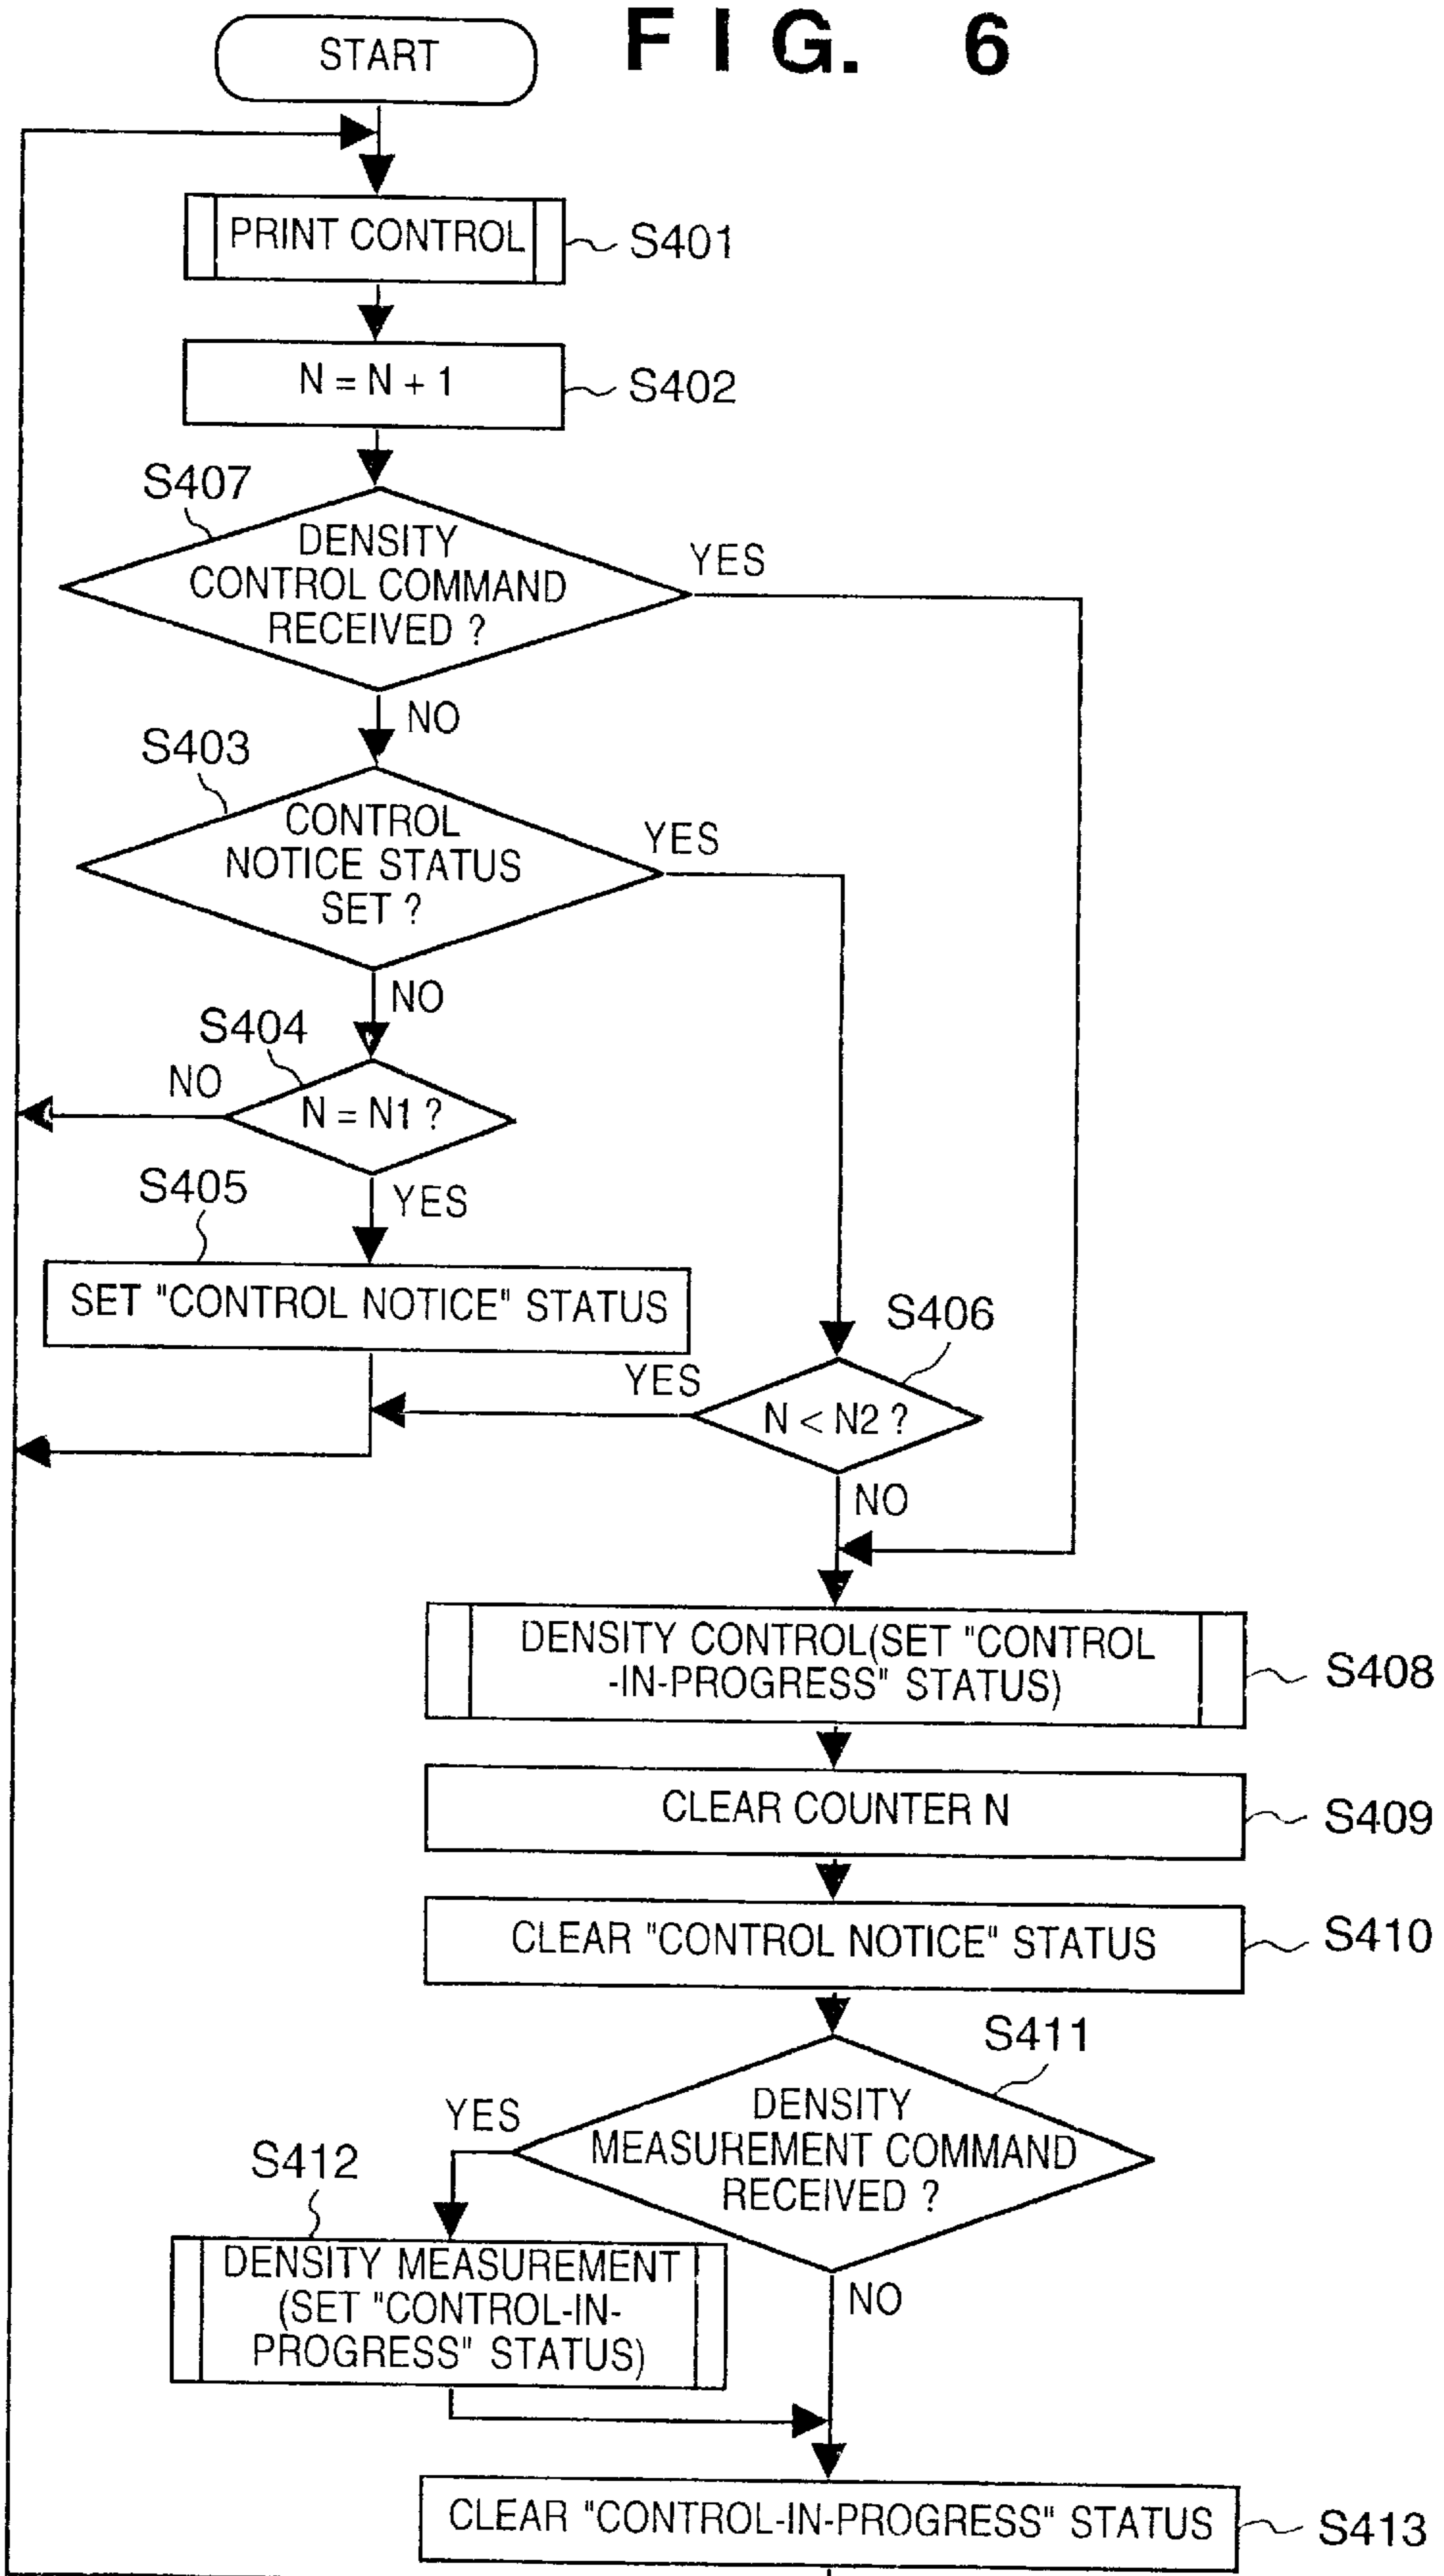 FIG. 6
START
PRINT CONTROL
S401
N = N + 1
S402
S407
DENSITY
CONTROL COMMAND
RECEIVED ?
YES
NO
S403
CONTROL
NOTICE STATUS
SET ?
YES
NO
S404
NO
N = N1 ?
YES
S405
SET "CONTROL NOTICE" STATUS
S406
YES
N < N2 ?
NO
DENSITY CONTROL(SET "CONTROL
-IN-PROGRESS" STATUS)
S408
CLEAR COUNTER N
S409
CLEAR "CONTROL NOTICE" STATUS
S410
S411
DENSITY
MEASUREMENT COMMAND
RECEIVED ?
YES
NO
S412
DENSITY MEASUREMENT
(SET "CONTROL-IN-
PROGRESS" STATUS)
CLEAR "CONTROL-IN-PROGRESS" STATUS
S413